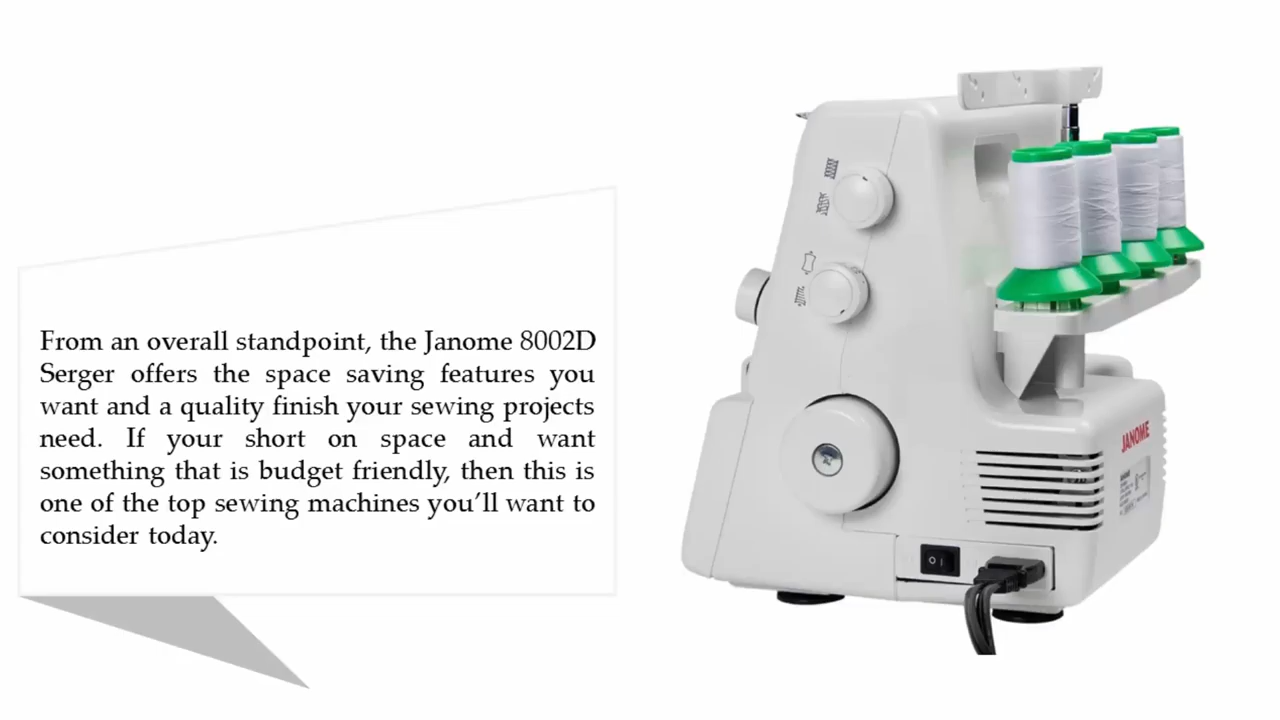 From an overall standpoint, the Janome 8002D
Serger offers the space saving features you
want and a quality finish your sewing projects
need. If your short on space and want
something that is budget friendly, then this is
one of the top sewing machines you’ll want to
consider today.
JANOME